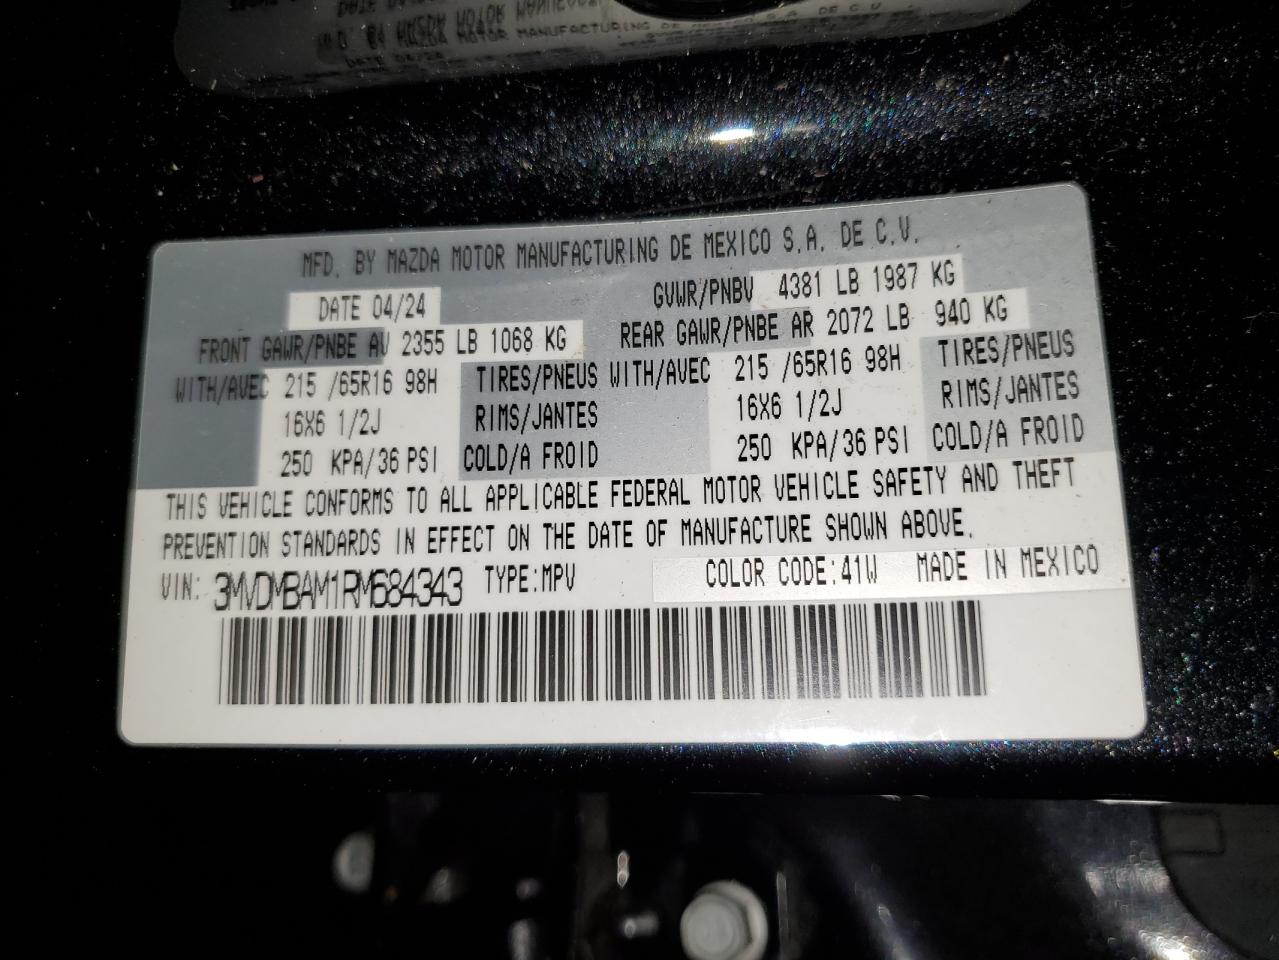 MFD. BY MAZDA MOTOR MANUFACTURING DE MEXICO S.A. DE C.V.
DATE 04/24 GVWR/PNBV 4381 LB 1987 KG
FRONT GAWR/PNBE AV 2355 LB 1068 KG REAR GAWR/PNBE AR 2072 LB 940 KG
WITH/AVEC 215 /65R16 98H TIRES/PNEUS WITH/AVEC 215 /65R16 98H TIRES/PNEUS
16X6 1/2J RIMS/JANTES 16X6 1/2J RIMS/JANTES
250 KPA/36 PSI COLD/A FROID 250 KPA/36 PSI COLD/A FROID
THIS VEHICLE CONFORMS TO ALL APPLICABLE FEDERAL MOTOR VEHICLE SAFETY AND THEFT
PREVENTION STANDARDS IN EFFECT ON THE DATE OF MANUFACTURE SHOWN ABOVE.
VIN: 3MVDMBAM1RM684343 TYPE:MPV COLOR CODE:41W MADE IN MEXICO